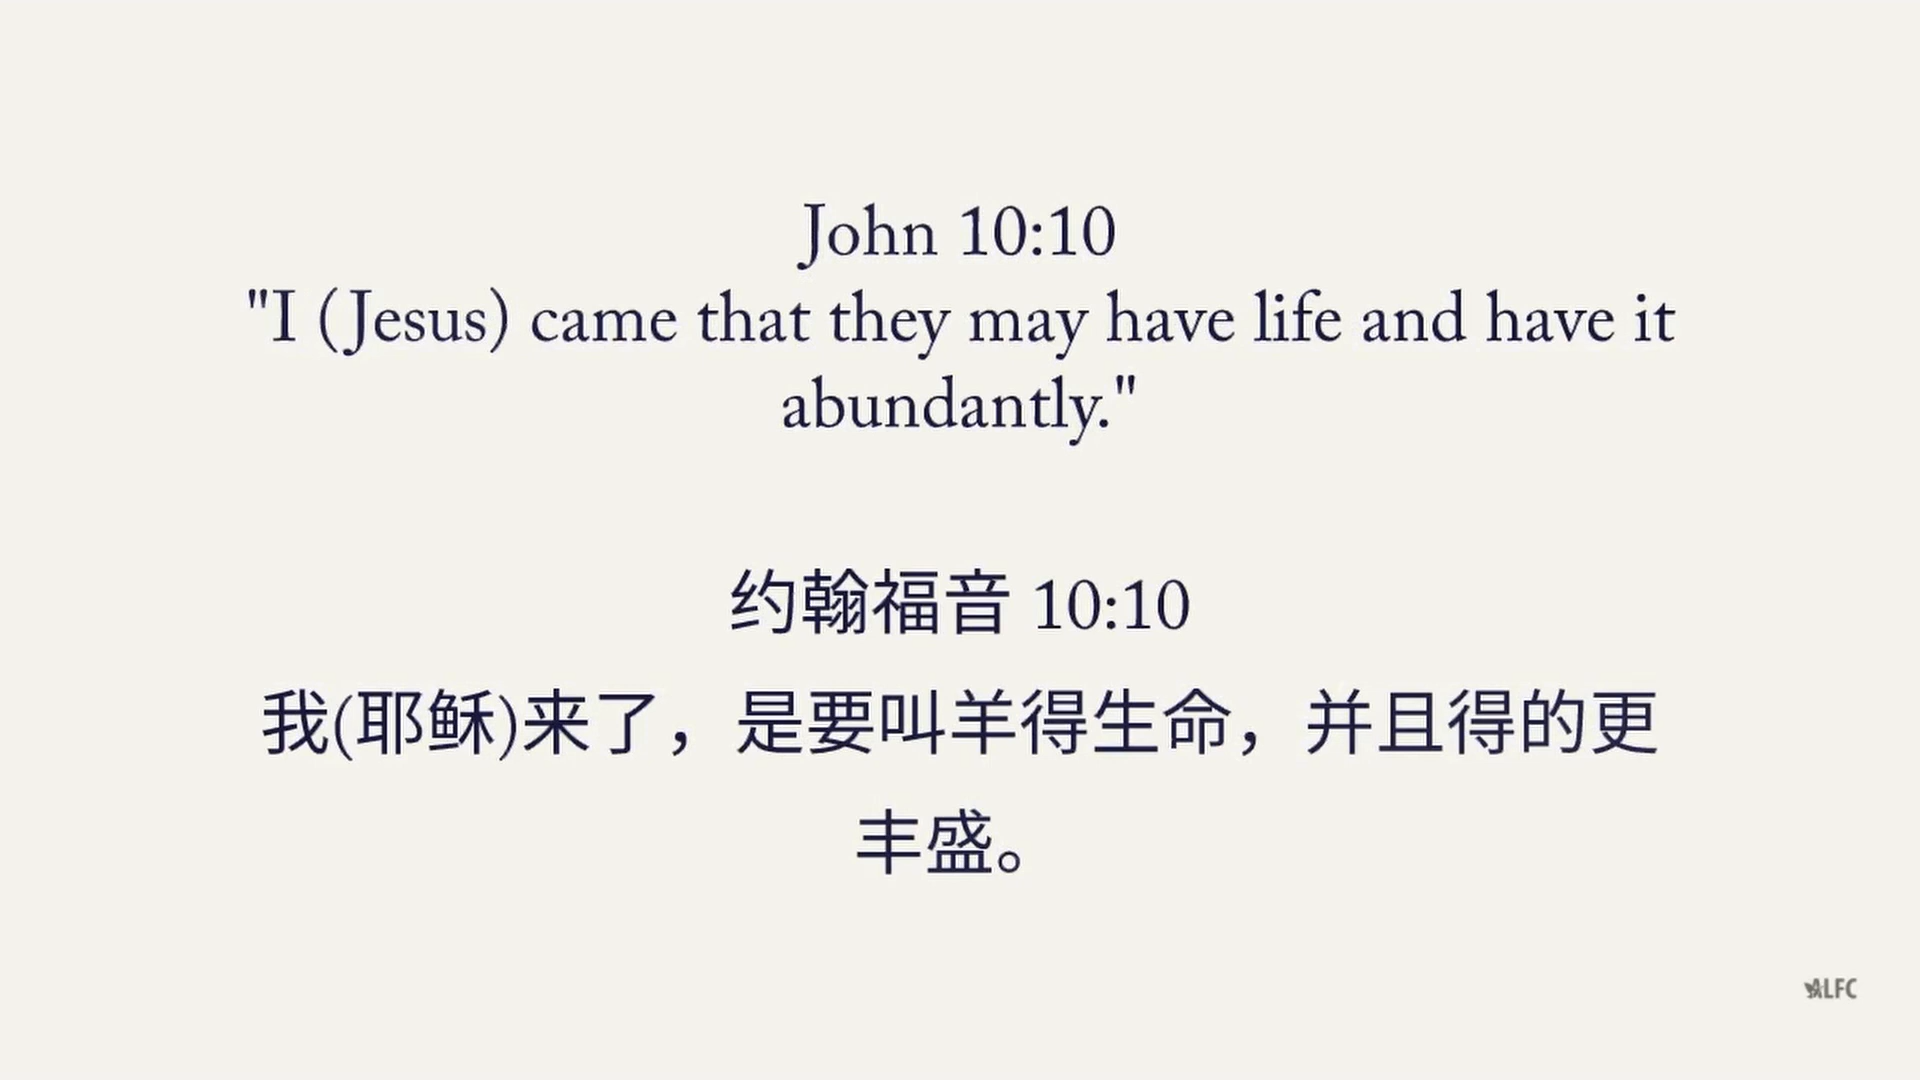 John 10:10
"I (Jesus) came that they may have life and have it
abundantly."
约翰福音 10:10
我(耶稣)来了，是要叫羊得生命，并且得的更
丰盛。
ALFC